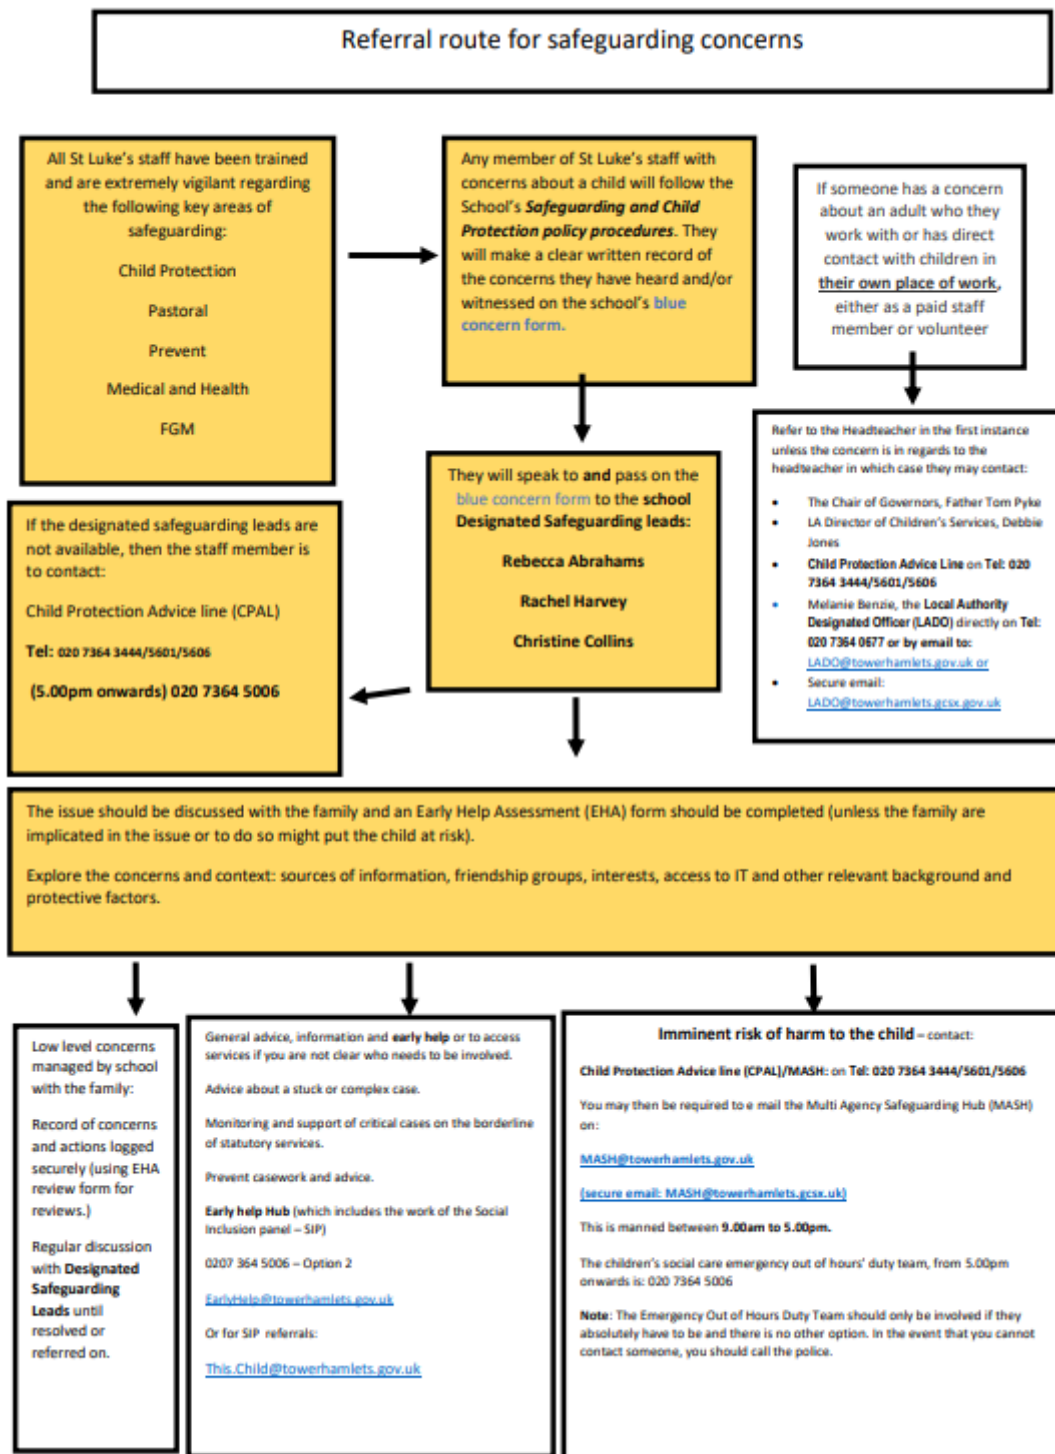 Referral route for safeguarding concerns
All St Luke's staff have been trained
and are extremely vigilant regarding
the following key areas of
safeguarding:
Child Protection
Pastoral
Prevent
Medical and Health
FGM
Any member of St Luke's staff with
concerns about a child will follow the
School's Safeguarding and Child
Protection policy procedures. They
will make a clear written record of
the concerns they have heard and/or
witnessed on the school's blue
concern form.
If someone has a concern
about an adult who they
work with or has direct
contact with children in
their own place of work,
either as a paid staff
member or volunteer
Refer to the Headteacher in the first instance
unless the concern is in regards to the
headteacher in which case they may contact:
• The Chair of Governors, Father Tom Pyke
• LA Director of Children's Services, Debbie
Jones
• Child Protection Advice Line on Tel: 020
7364 3444/5601/5606
• Melanie Benzie, the Local Authority
Designated Officer (LADO) directly on Tel:
020 7364 0677 or by email to:
LADO@towerhamlets.gov.uk or
• Secure email:
LADO@towerhamlets.gcsx.gov.uk
They will speak to and pass on the
blue concern form to the school
Designated Safeguarding leads:
Rebecca Abrahams
Rachel Harvey
Christine Collins
If the designated safeguarding leads are
not available, then the staff member is
to contact:
Child Protection Advice line (CPAL)
Tel: 020 7364 3444/5601/5606
(5.00pm onwards) 020 7364 5006
The issue should be discussed with the family and an Early Help Assessment (EHA) form should be completed (unless the family are
implicated in the issue or to do so might put the child at risk).
Explore the concerns and context: sources of information, friendship groups, interests, access to IT and other relevant background and
protective factors.
Low level concerns
managed by school
with the family:
Record of concerns
and actions logged
securely (using EHA
review form for
reviews.)
Regular discussion
with Designated
Safeguarding
Leads until
resolved or
referred on.
General advice, information and early help or to access
services if you are not clear who needs to be involved.
Advice about a stuck or complex case.
Monitoring and support of critical cases on the borderline
of statutory services.
Prevent casework and advice.
Early help Hub (which includes the work of the Social
Inclusion panel – SIP)
0207 364 5006 – Option 2
EarlyHelp@towerhamlets.gov.uk
Or for SIP referrals:
This.Child@towerhamlets.gov.uk
Imminent risk of harm to the child – contact:
Child Protection Advice line (CPAL)/MASH: on Tel: 020 7364 3444/5601/5606
You may then be required to e mail the Multi Agency Safeguarding Hub (MASH)
on:
MASH@towerhamlets.gov.uk
(secure email: MASH@towerhamlets.gcsx.uk)
This is manned between 9.00am to 5.00pm.
The children's social care emergency out of hours' duty team, from 5.00pm
onwards is: 020 7364 5006
Note: The Emergency Out of Hours Duty Team should only be involved if they
absolutely have to be and there is no other option. In the event that you cannot
contact someone, you should call the police.